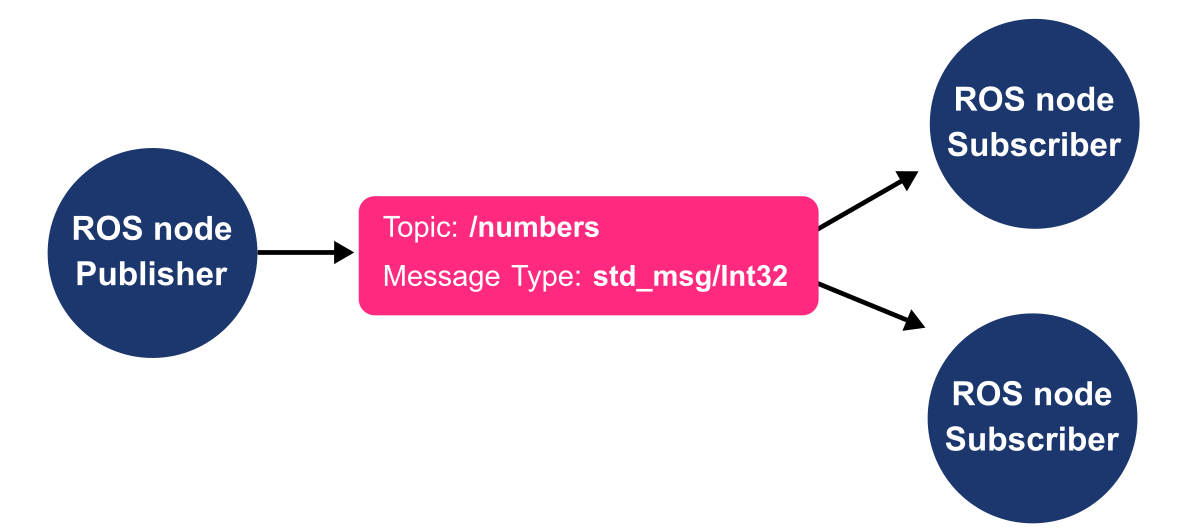 ROS node
Publisher
Topic: /numbers
Message Type: std_msg/Int32
ROS node
Subscriber
ROS node
Subscriber